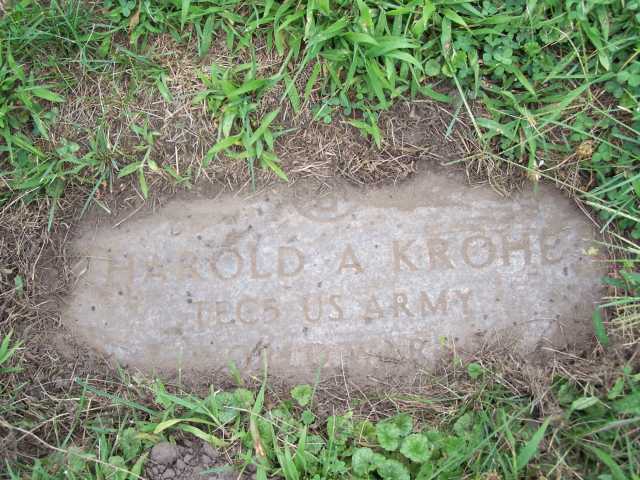 HAROLD A KROHE
TEC5 US ARMY